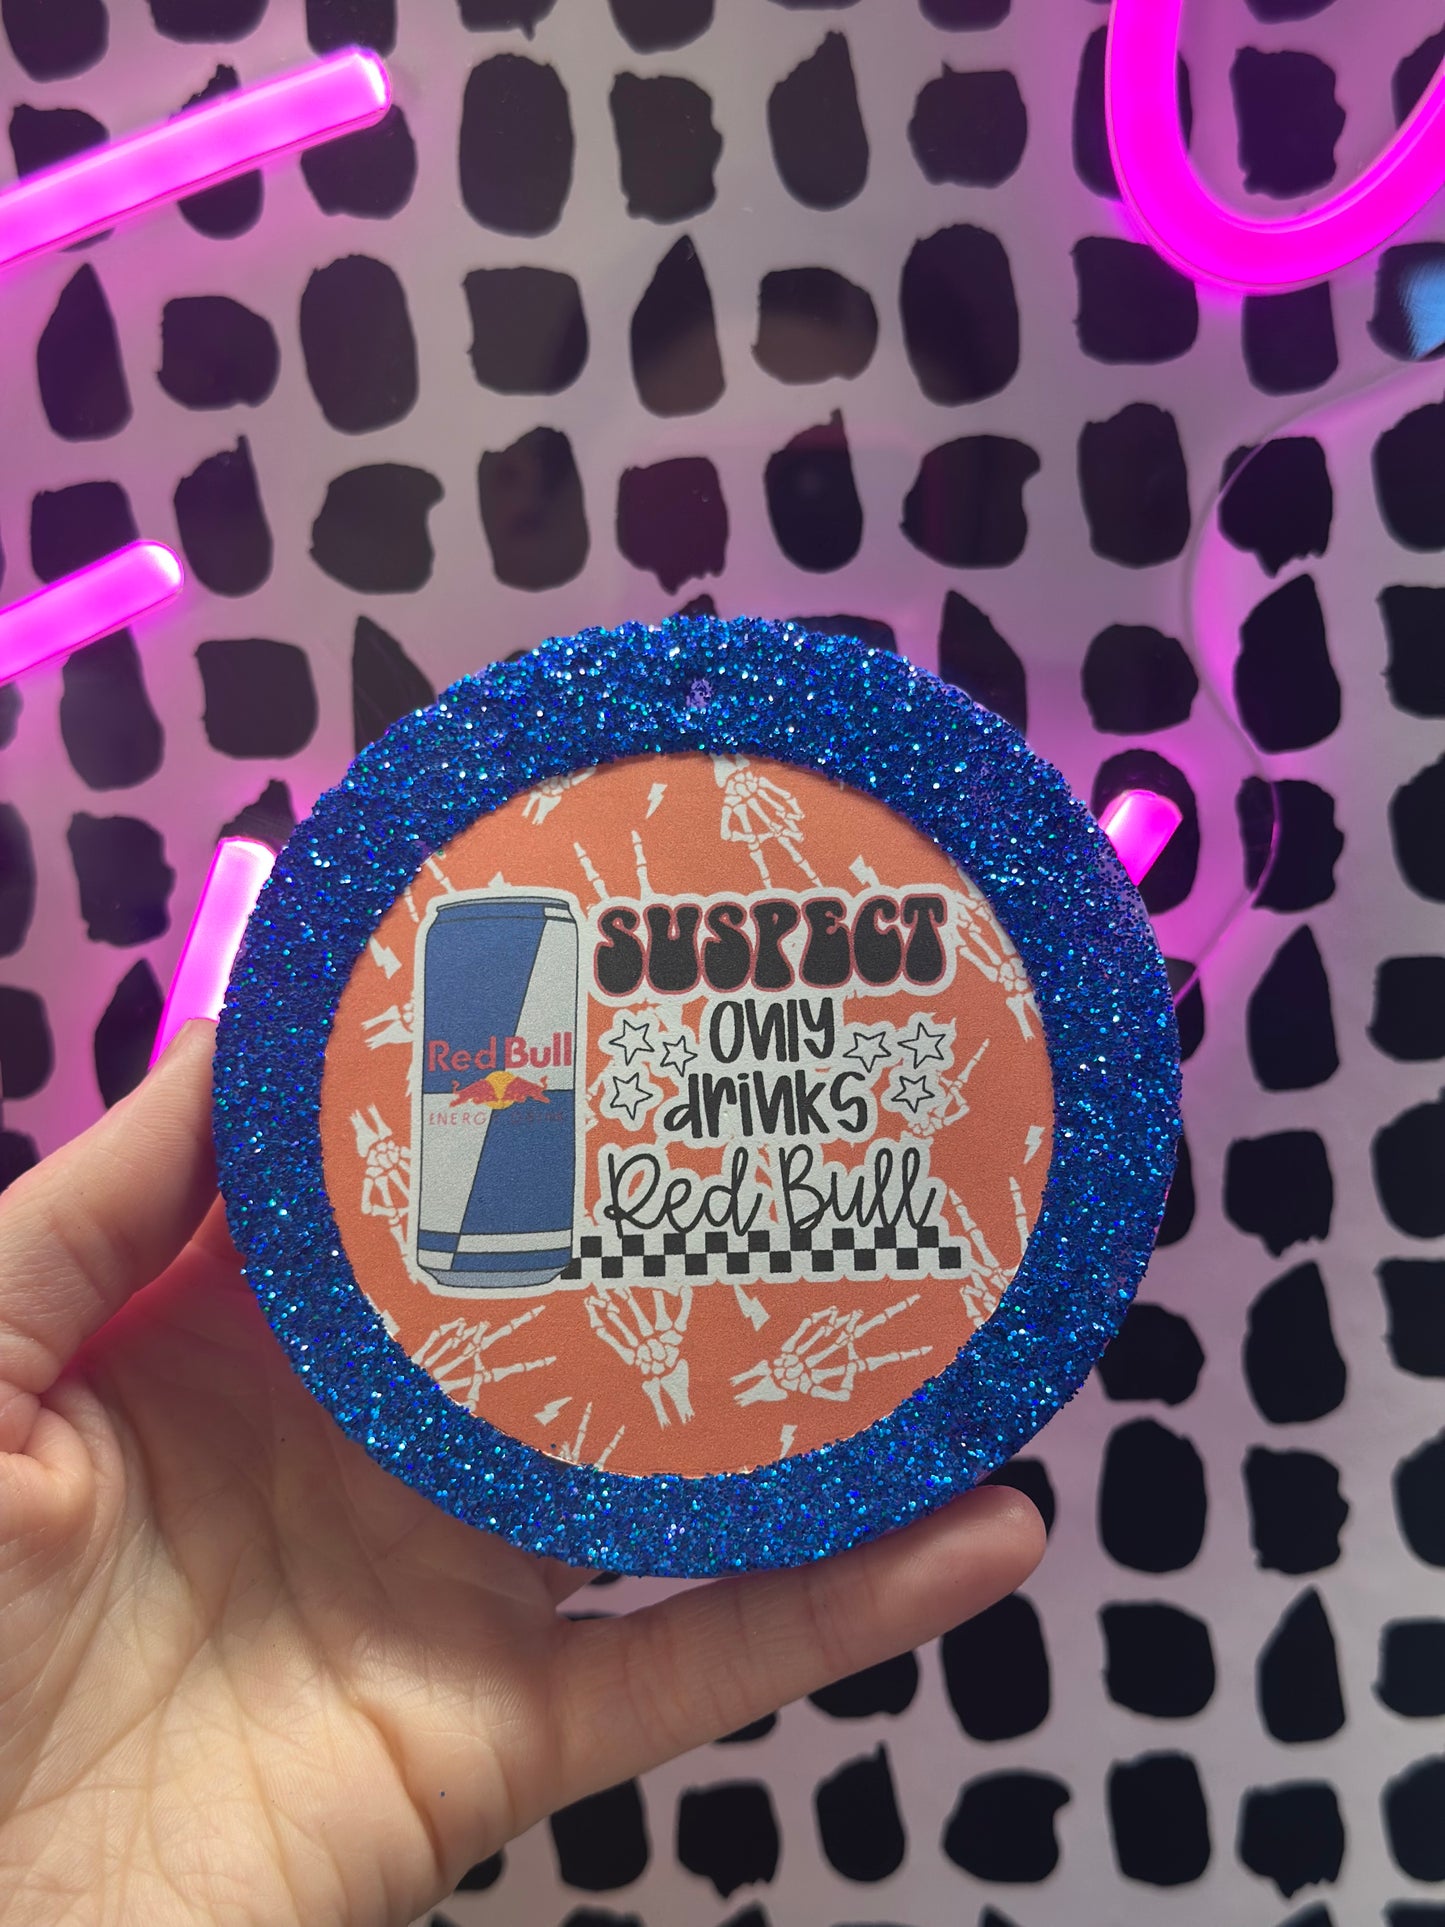 SUSPECT
only
drinks
Red Bull
Red Bull